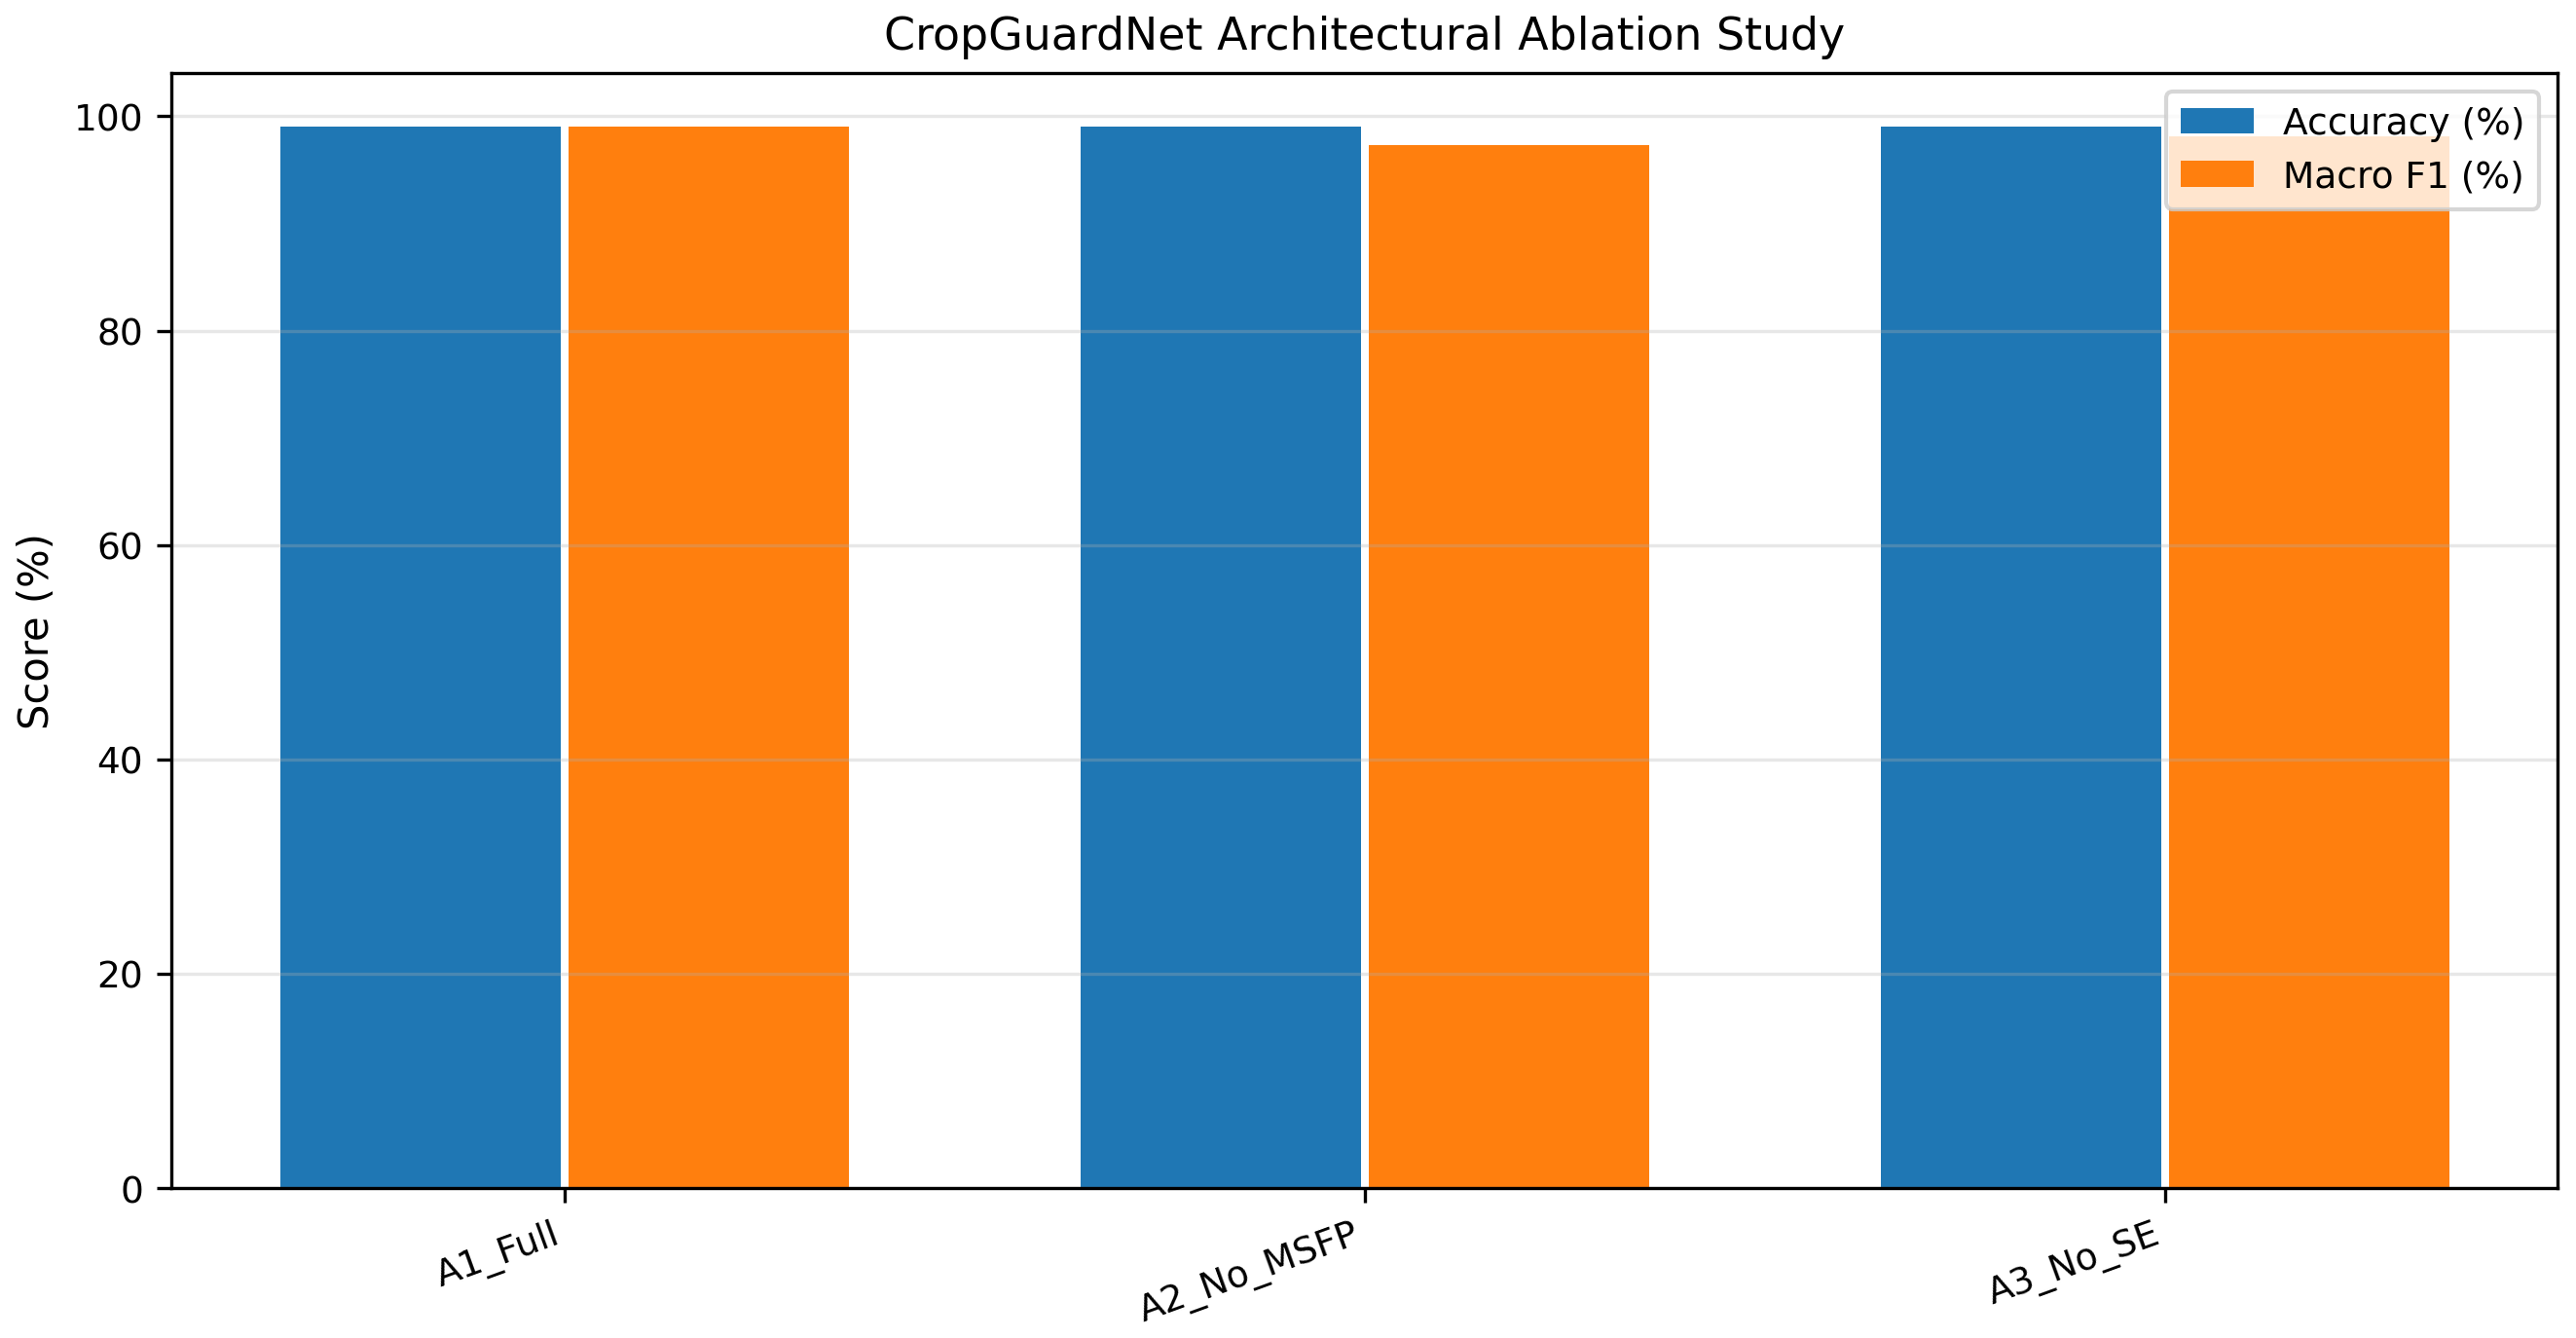 CropGuardNet Architectural Ablation Study
100
80
60
40
20
0
Score (%)
Accuracy (%)
Macro F1 (%)
A1_Full
A2_No_MSFP
A3_No_SE